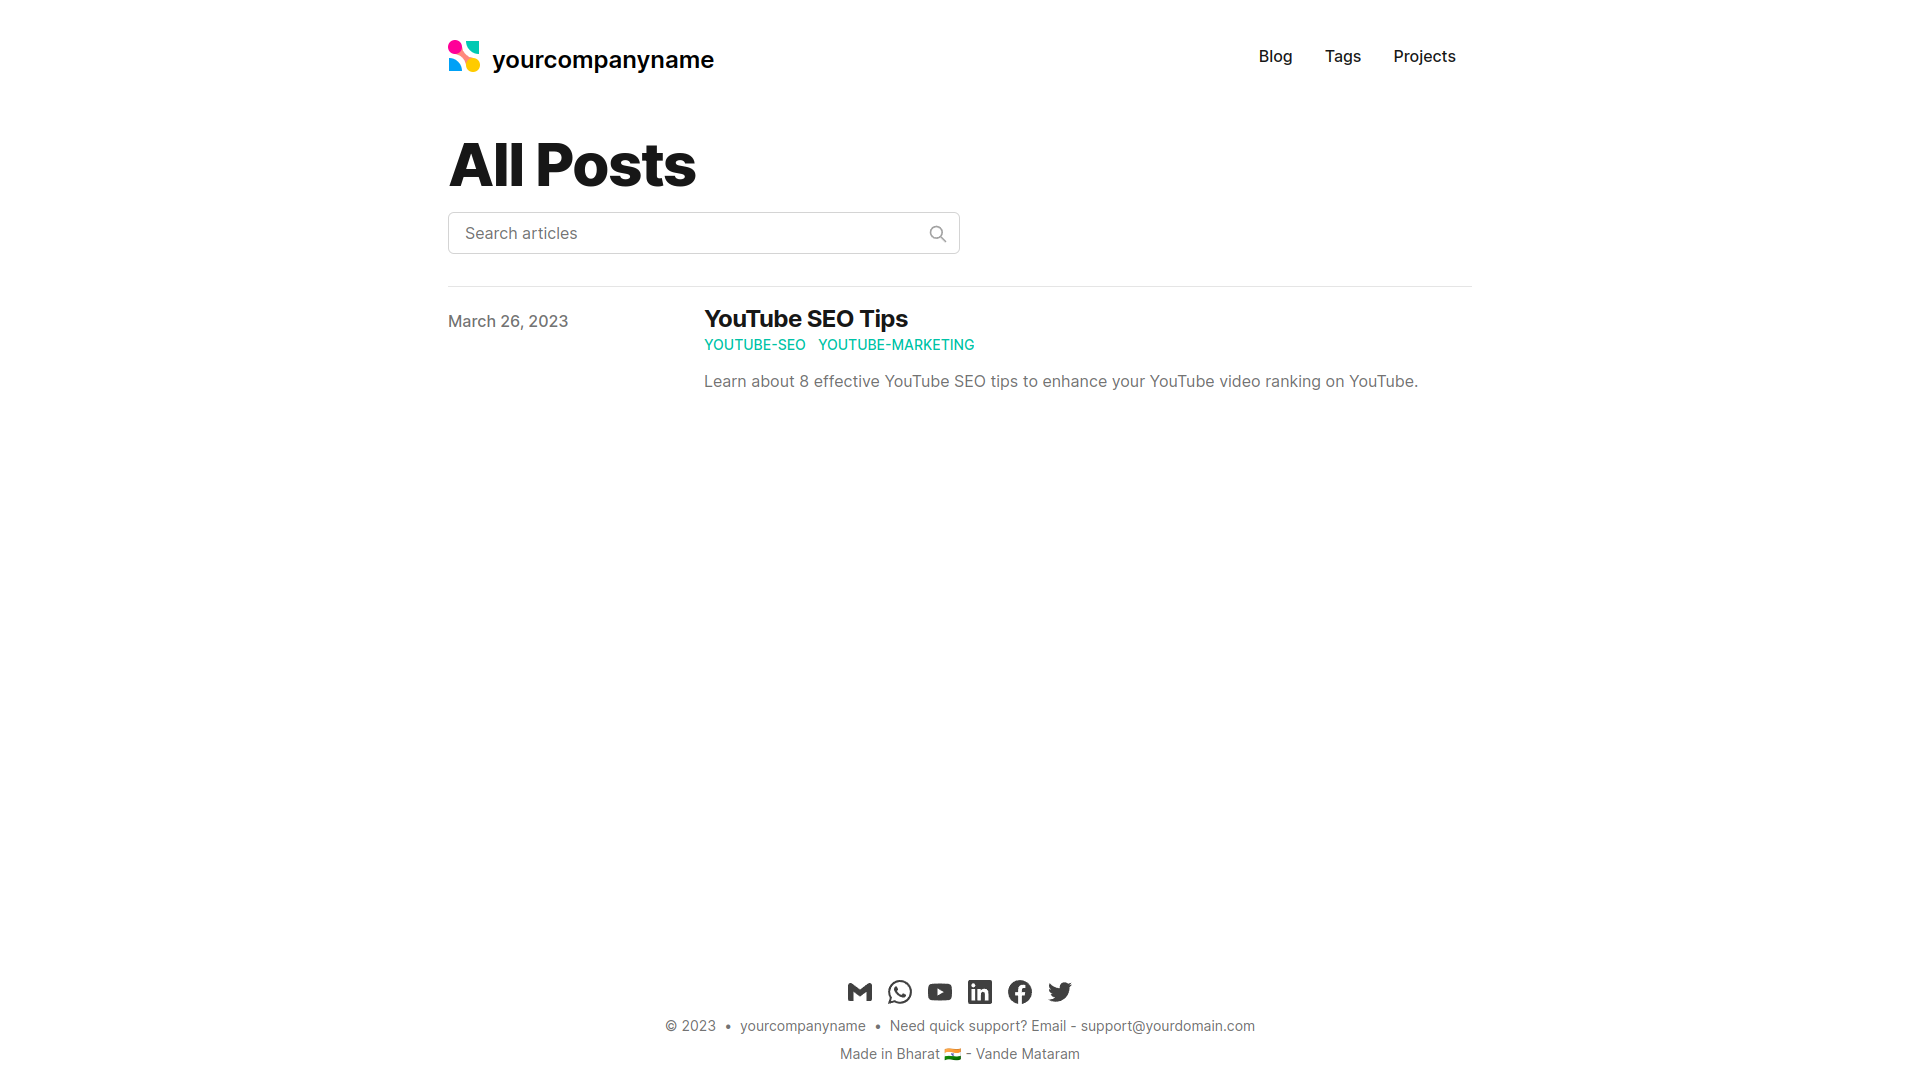 yourcompanyname
Blog Tags Projects
All Posts
Search articles
March 26, 2023
YouTube SEO Tips
YOUTUBE-SEO YOUTUBE-MARKETING
Learn about 8 effective YouTube SEO tips to enhance your YouTube video ranking on YouTube.
© 2023 • yourcompanyname • Need quick support? Email - support@yourdomain.com
Made in Bharat 🇮🇳 - Vande Mataram